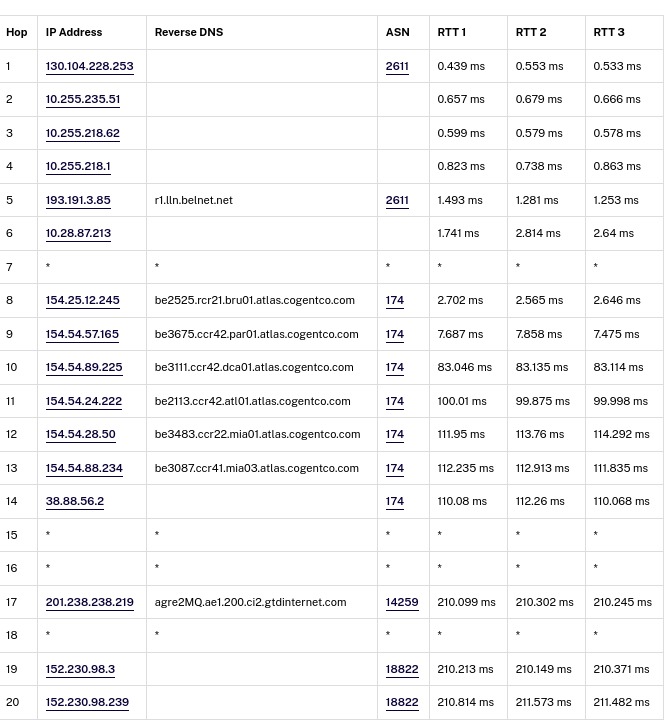 Hop IP Address Reverse DNS ASN RTT 1 RTT 2 RTT 3
1 130.104.228.253 2611 0.439 ms 0.553 ms 0.533 ms
2 10.255.235.51 0.657 ms 0.679 ms 0.666 ms
3 10.255.218.62 0.599 ms 0.579 ms 0.578 ms
4 10.255.218.1 0.823 ms 0.738 ms 0.863 ms
5 193.191.3.85 r1.lln.belnet.net 2611 1.493 ms 1.281 ms 1.253 ms
6 10.28.87.213 1.741 ms 2.814 ms 2.64 ms
7 * * * * * *
8 154.25.12.245 be2525.rcr21.bru01.atlas.cogentco.com 174 2.702 ms 2.565 ms 2.646 ms
9 154.54.57.165 be3675.ccr42.par01.atlas.cogentco.com 174 7.687 ms 7.858 ms 7.475 ms
10 154.54.89.225 be3111.ccr42.dca01.atlas.cogentco.com 174 83.046 ms 83.135 ms 83.114 ms
11 154.54.24.222 be2113.ccr42.atl01.atlas.cogentco.com 174 100.01 ms 99.875 ms 99.998 ms
12 154.54.28.50 be3483.ccr22.mia01.atlas.cogentco.com 174 111.95 ms 113.76 ms 114.292 ms
13 154.54.88.234 be3087.ccr41.mia03.atlas.cogentco.com 174 112.235 ms 112.913 ms 111.835 ms
14 38.88.56.2 174 110.08 ms 112.26 ms 110.068 ms
15 * * * * * *
16 * * * * * *
17 201.238.238.219 agre2MQ.ae1.200.ci2.gtdinternet.com 14259 210.099 ms 210.302 ms 210.245 ms
18 * * * * * *
19 152.230.98.3 18822 210.213 ms 210.149 ms 210.371 ms
20 152.230.98.239 18822 210.814 ms 211.573 ms 211.482 ms